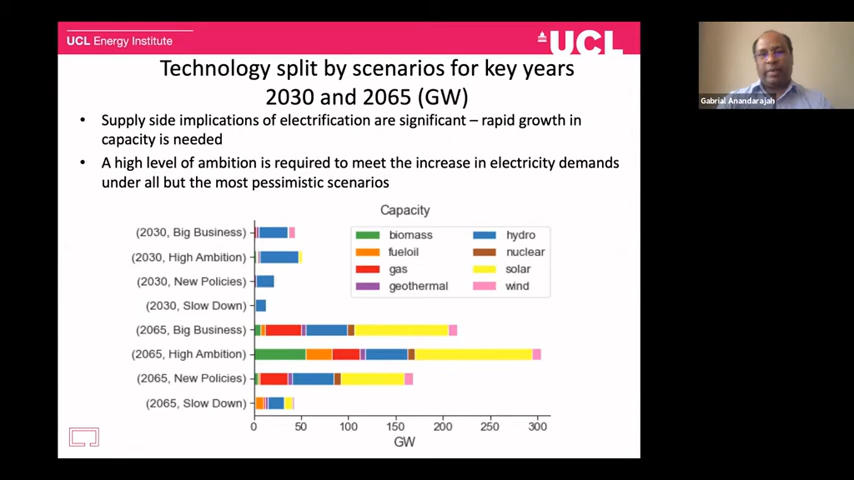 UCL Energy Institute
UCL
Technology split by scenarios for key years
2030 and 2065 (GW)
• Supply side implications of electrification are significant – rapid growth in
capacity is needed
• A high level of ambition is required to meet the increase in electricity demands
under all but the most pessimistic scenarios
Capacity
biomass
fueloil
gas
geothermal
hydro
nuclear
solar
wind
(2030, Big Business)
(2030, High Ambition)
(2030, New Policies)
(2030, Slow Down)
(2065, Big Business)
(2065, High Ambition)
(2065, New Policies)
(2065, Slow Down)
0 50 100 150 200 250 300
GW
Gabrial Anandarajah